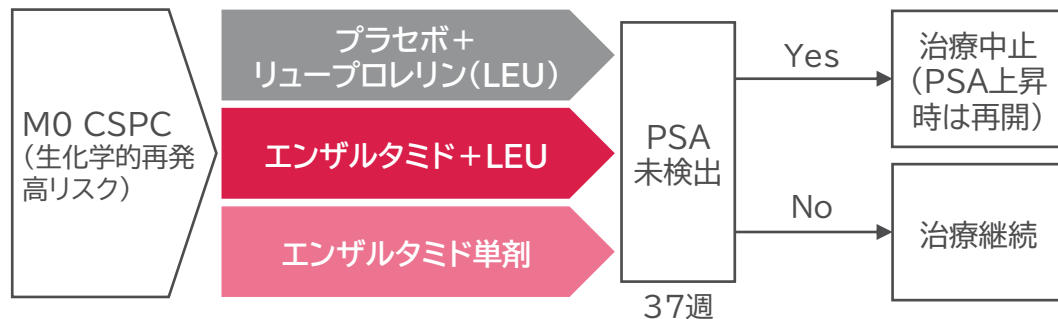 M0 CSPC
（生化学的再発
高リスク）
プラセボ＋
リュープロレリン（LEU）
エンザルタミド＋LEU
エンザルタミド単剤
PSA
未検出
37週
Yes
No
治療中止
（PSA上昇
時は再開）
治療継続